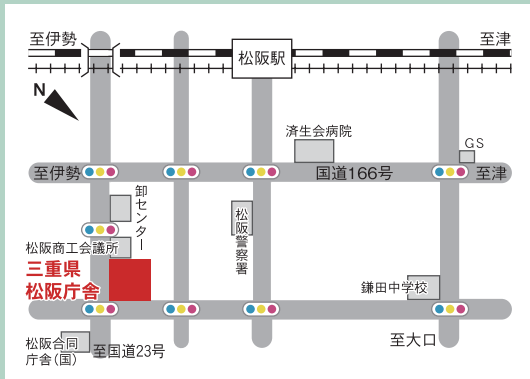 至伊勢
松阪駅
至津
N
済生会病院
GS
至伊勢
国道166号
至津
卸センター
松阪警察署
松阪商工会議所
三重県
松阪庁舎
鎌田中学校
松阪合同
庁舎(国)
至国道23号
至大口